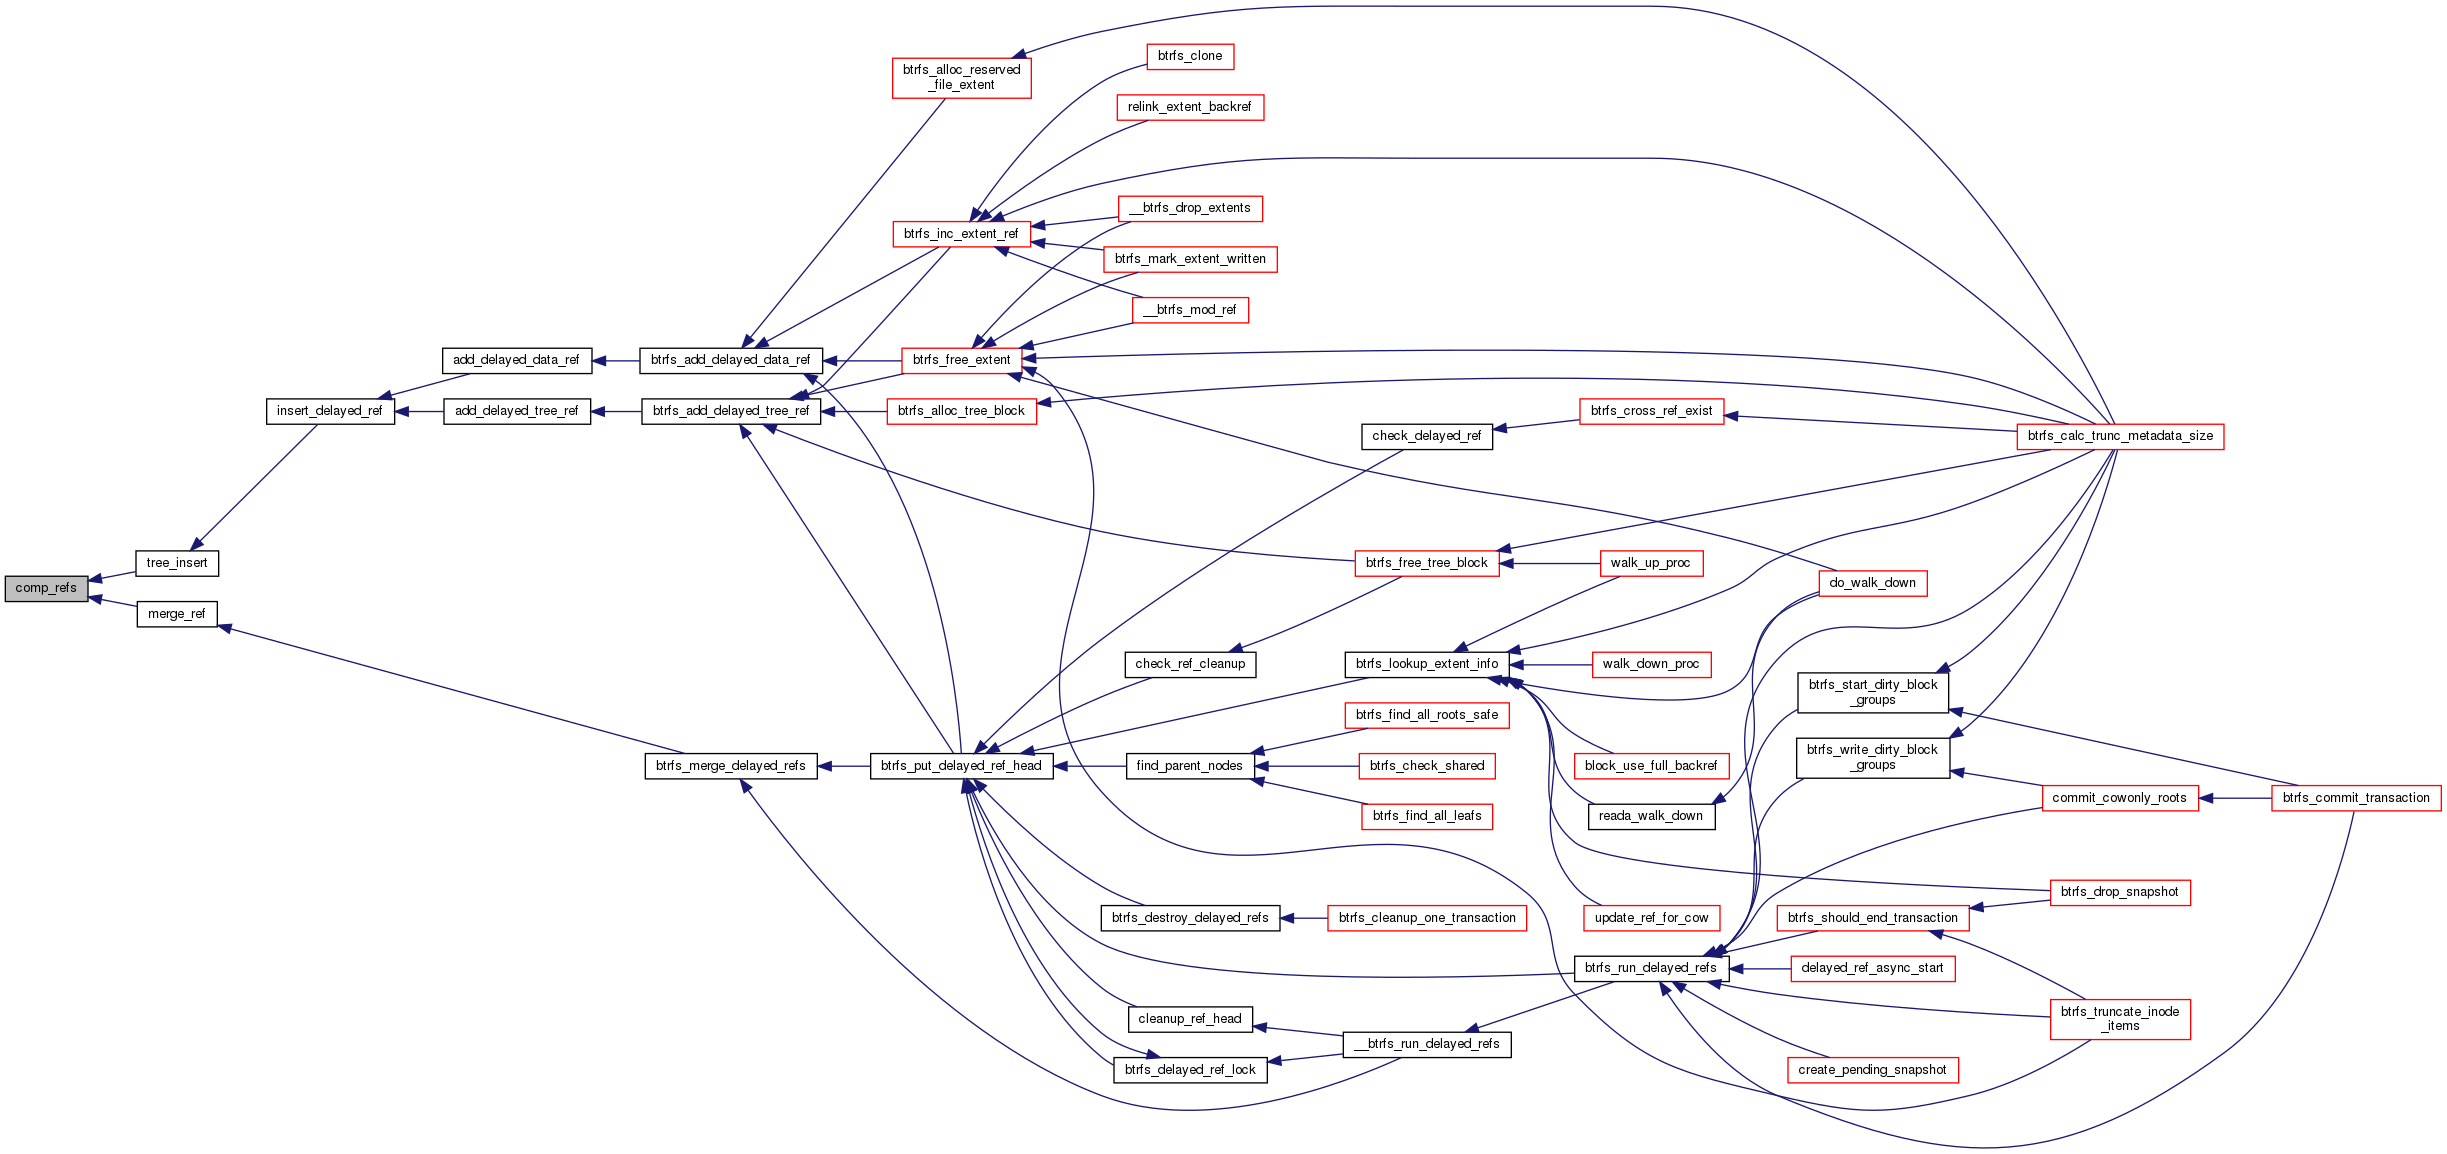 comp_refs
tree_insert
merge_ref
insert_delayed_ref
add_delayed_data_ref
add_delayed_tree_ref
btrfs_add_delayed_data_ref
btrfs_add_delayed_tree_ref
btrfs_merge_delayed_refs
btrfs_alloc_reserved
_file_extent
btrfs_inc_extent_ref
btrfs_free_extent
btrfs_alloc_tree_block
btrfs_put_delayed_ref_head
btrfs_clone
relink_extent_backref
__btrfs_drop_extents
btrfs_mark_extent_written
__btrfs_mod_ref
check_ref_cleanup
find_parent_nodes
btrfs_destroy_delayed_refs
cleanup_ref_head
btrfs_delayed_ref_lock
check_delayed_ref
btrfs_free_tree_block
btrfs_lookup_extent_info
btrfs_find_all_roots_safe
btrfs_check_shared
btrfs_find_all_leafs
__btrfs_run_delayed_refs
btrfs_cross_ref_exist
walk_up_proc
walk_down_proc
block_use_full_backref
reada_walk_down
update_ref_for_cow
btrfs_cleanup_one_transaction
btrfs_run_delayed_refs
do_walk_down
btrfs_start_dirty_block
_groups
btrfs_write_dirty_block
_groups
btrfs_should_end_transaction
delayed_ref_async_start
create_pending_snapshot
btrfs_calc_trunc_metadata_size
commit_cowonly_roots
btrfs_drop_snapshot
btrfs_truncate_inode
_items
btrfs_commit_transaction